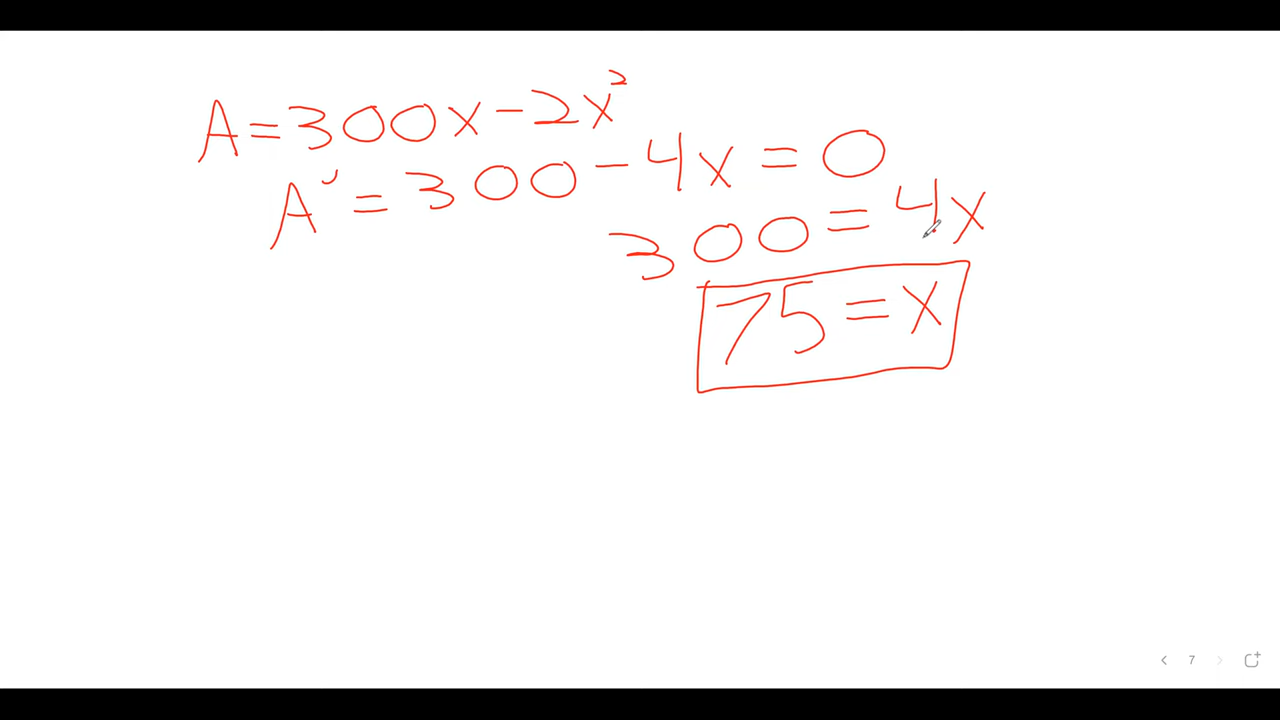 A = 300x - 2x²
A' = 300 - 4x = 0
300 = 4x
75 = x
7